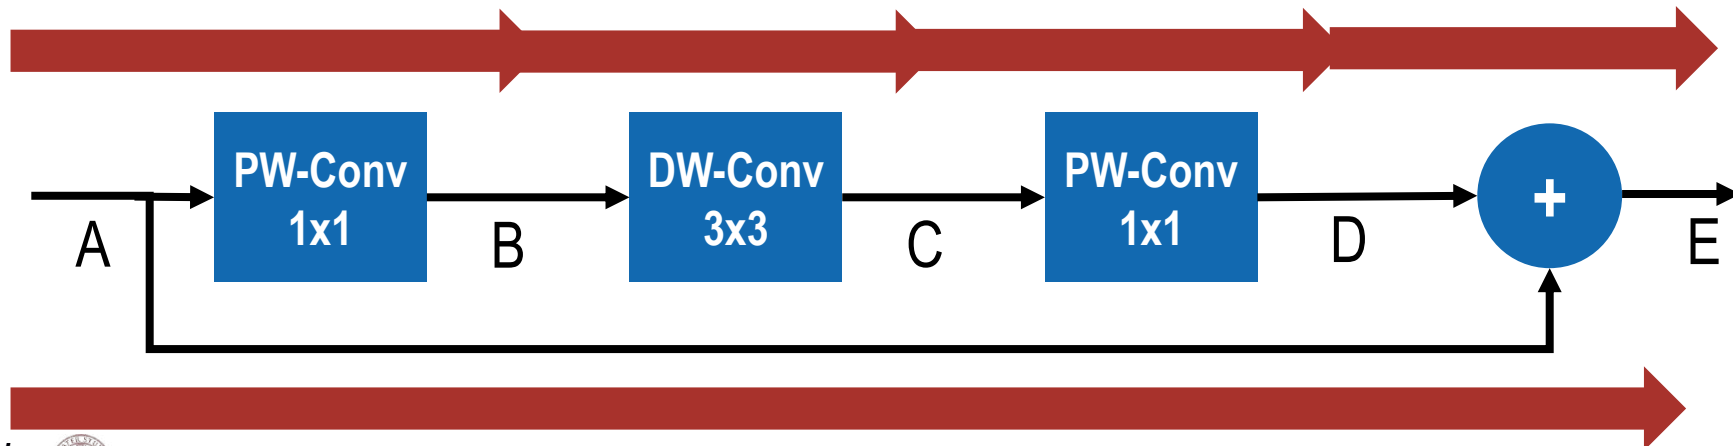 PW-Conv
1x1
DW-Conv
3x3
PW-Conv
1x1
+
A
B
C
D
E